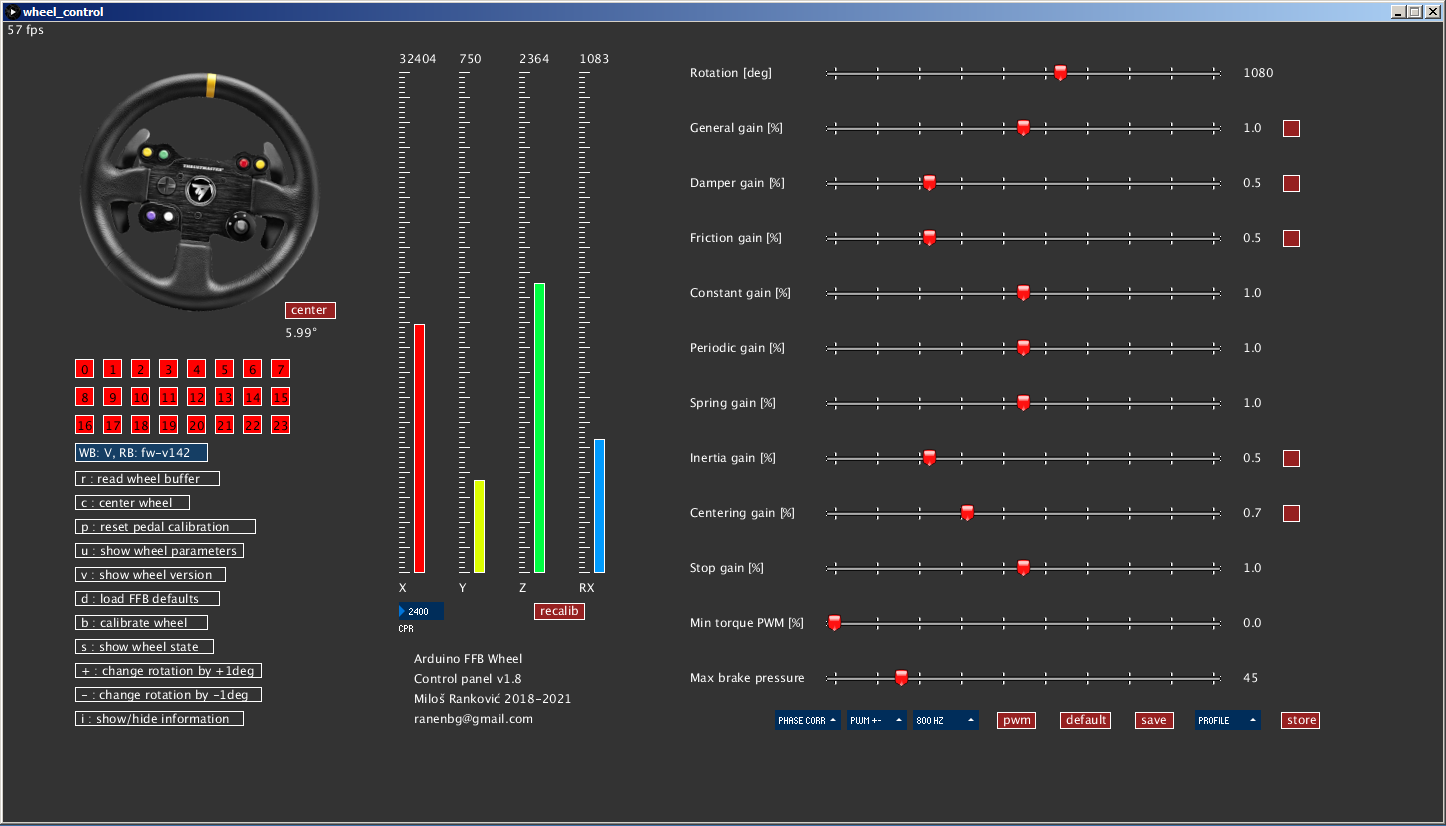 wheel_control
57 fps
THRUSTMASTER
center
5.99°
0 1 2 3 4 5 6 7
8 9 10 11 12 13 14 15
16 17 18 19 20 21 22 23
WB: V, RB: fw-v142
r : read wheel buffer
c : center wheel
p : reset pedal calibration
u : show wheel parameters
v : show wheel version
d : load FFB defaults
b : calibrate wheel
s : show wheel state
+ : change rotation by +1deg
- : change rotation by -1deg
i : show/hide information
32404 750 2364 1083
X Y Z RX
2400
CPR
recalib
Arduino FFB Wheel
Control panel v1.8
Miloš Ranković 2018-2021
ranenbg@gmail.com
Rotation [deg] 1080
General gain [%] 1.0
Damper gain [%] 0.5
Friction gain [%] 0.5
Constant gain [%] 1.0
Periodic gain [%] 1.0
Spring gain [%] 1.0
Inertia gain [%] 0.5
Centering gain [%] 0.7
Stop gain [%] 1.0
Min torque PWM [%] 0.0
Max brake pressure 45
PHASE CORR PWM +- 800 HZ pwm default save PROFILE store